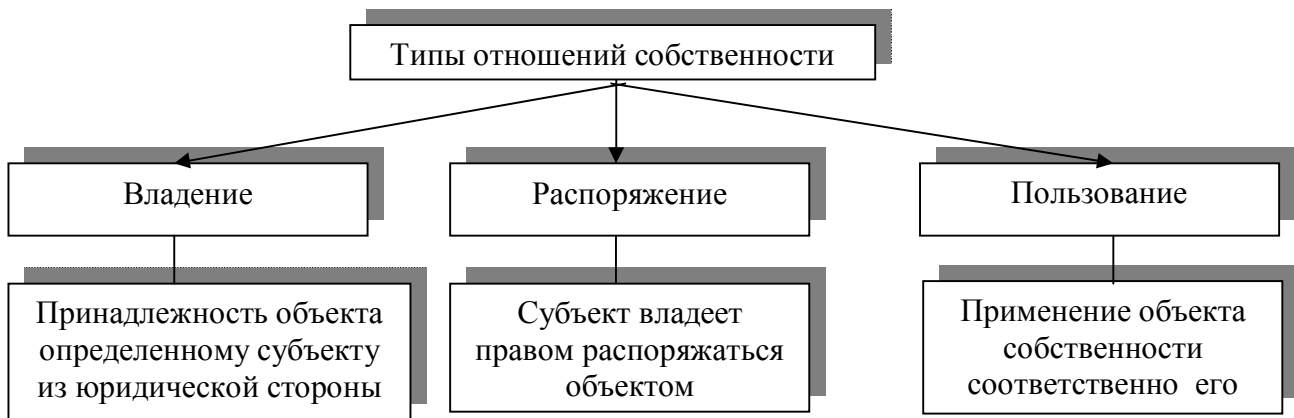 Типы отношений собственности
Владение
Распоряжение
Пользование
Принадлежность объекта
определенному субъекту
из юридической стороны
Субъект владеет
правом распоряжаться
объектом
Применение объекта
собственности
соответственно его